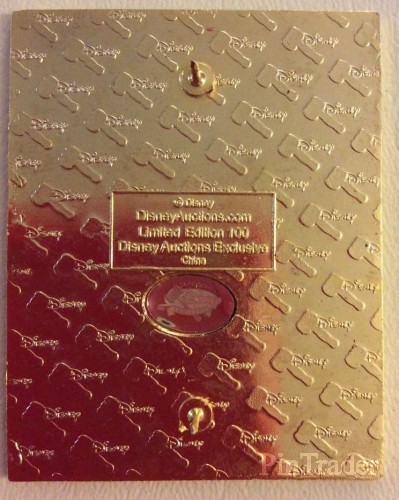 © Disney
DisneyAuctions.com
Limited Edition 100
Disney Auctions Exclusive
China
PinTrader